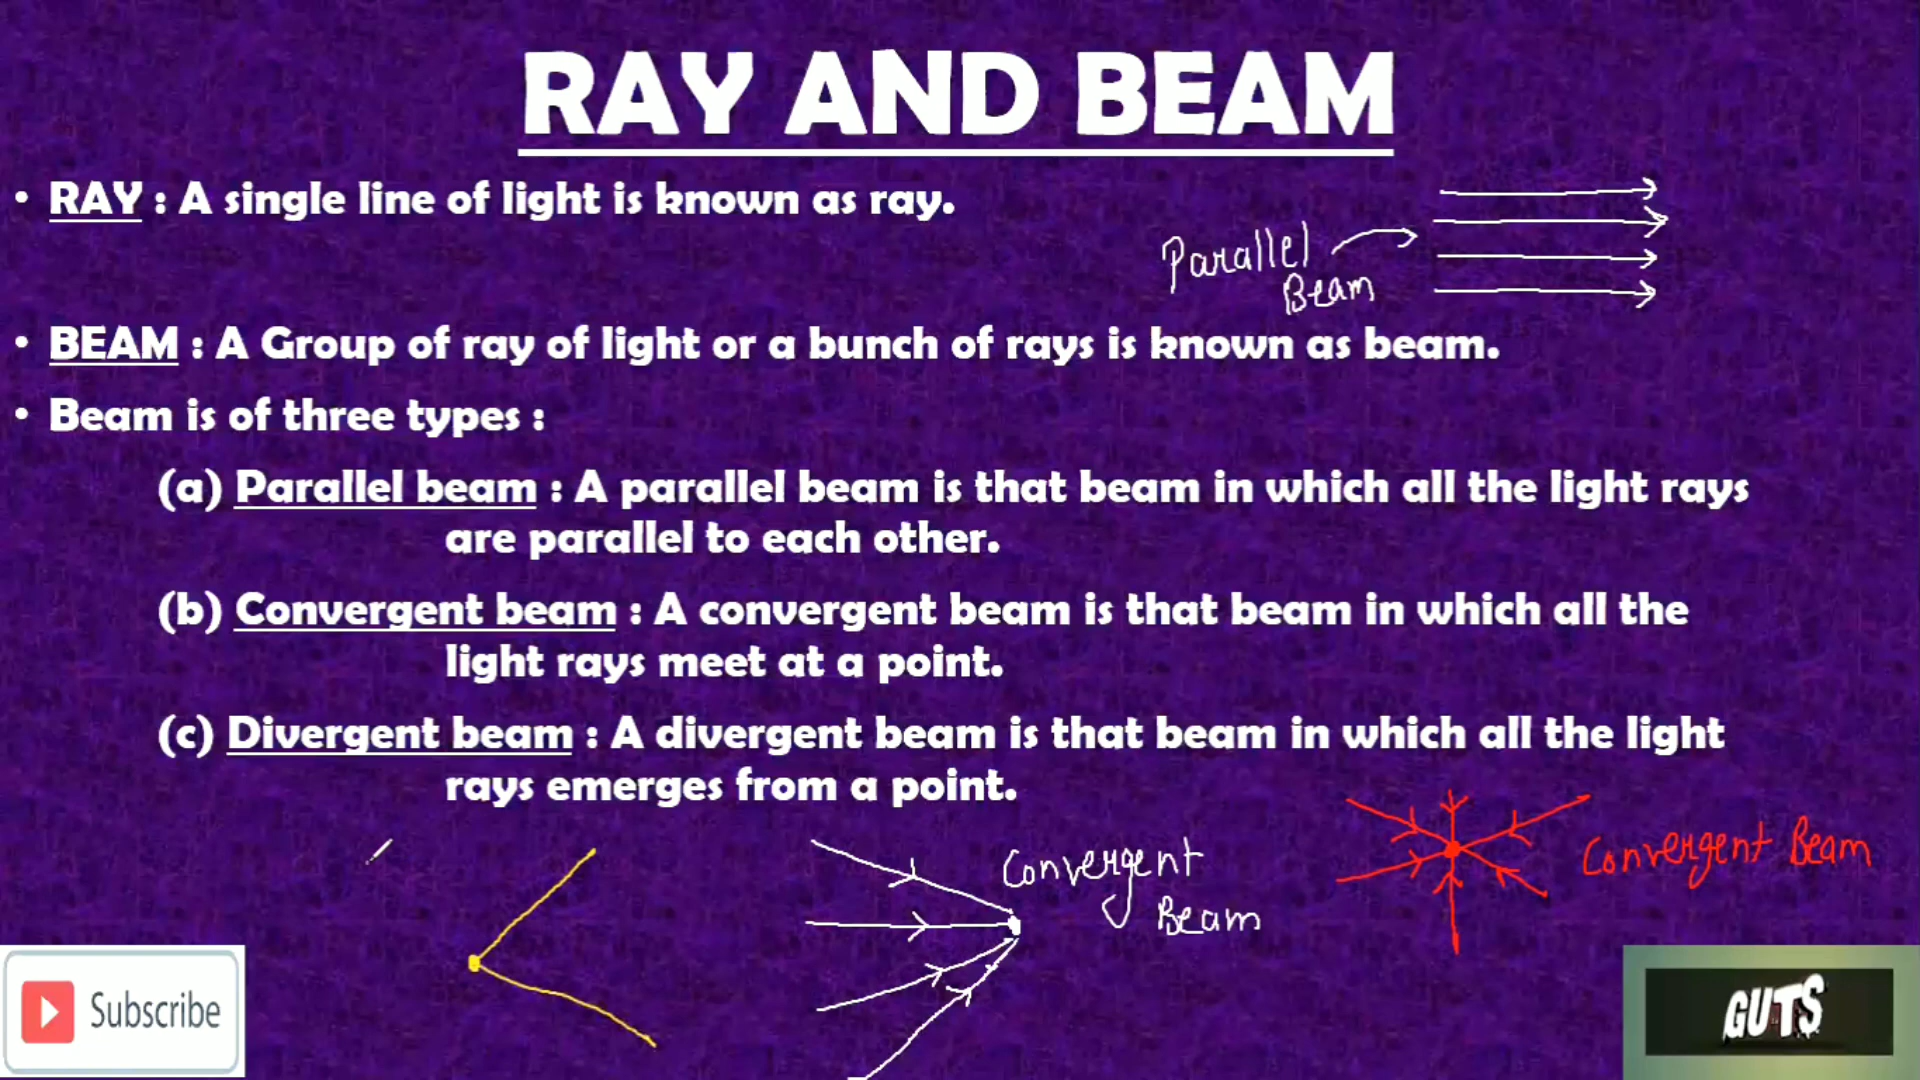 RAY AND BEAM
• RAY : A single line of light is known as ray.
Parallel
Beam
• BEAM : A Group of ray of light or a bunch of rays is known as beam.
• Beam is of three types :
(a) Parallel beam : A parallel beam is that beam in which all the light rays
are parallel to each other.
(b) Convergent beam : A convergent beam is that beam in which all the
light rays meet at a point.
(c) Divergent beam : A divergent beam is that beam in which all the light
rays emerges from a point.
Convergent
Beam
Convergent Beam
Subscribe
GUTS